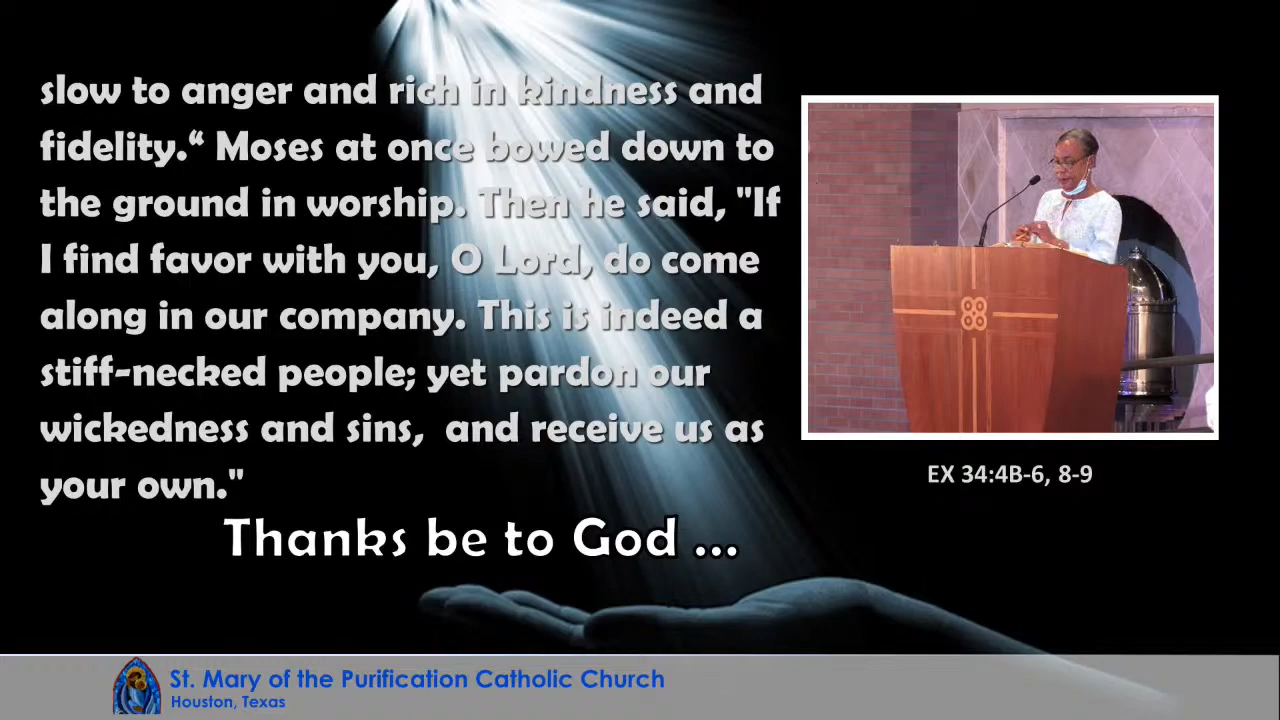 slow to anger and rich in kindness and
fidelity.“ Moses at once bowed down to
the ground in worship. Then he said, "If
I find favor with you, O Lord, do come
along in our company. This is indeed a
stiff-necked people; yet pardon our
wickedness and sins,  and receive us as
your own."
Thanks be to God ...
EX 34:4B-6, 8-9
St. Mary of the Purification Catholic Church
Houston, Texas